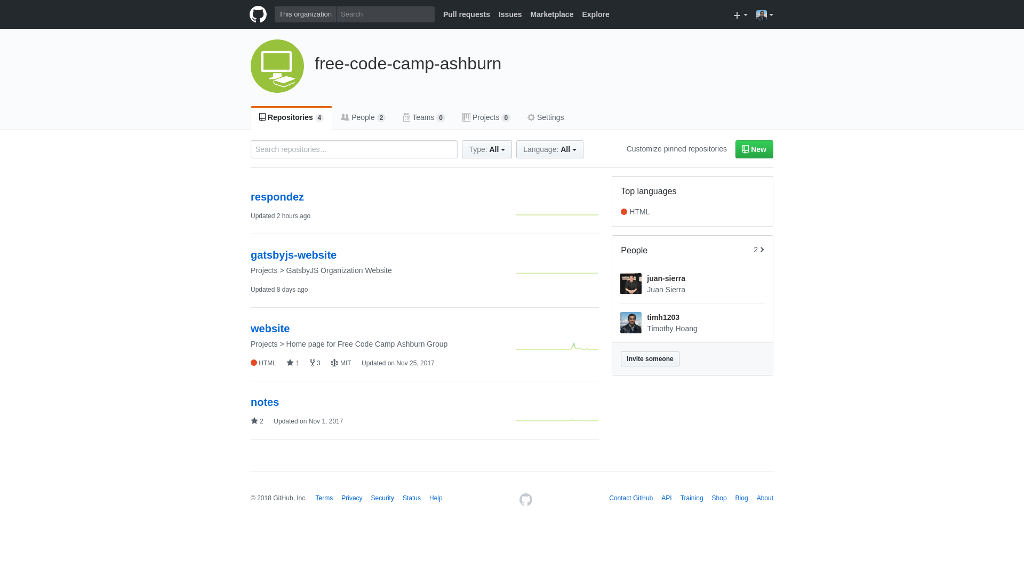 This organization Search Pull requests Issues Marketplace Explore
free-code-camp-ashburn
Repositories 4 People 2 Teams 0 Projects 0 Settings
Search repositories... Type: All Language: All Customize pinned repositories New
respondez
Updated 2 hours ago
gatsbyjs-website
Projects > GatsbyJS Organization Website
Updated 8 days ago
website
Projects > Home page for Free Code Camp Ashburn Group
HTML 1 3 MIT Updated on Nov 25, 2017
notes
2 Updated on Nov 1, 2017
Top languages
HTML
People 2
juan-sierra
Juan Sierra
timh1203
Timothy Hoang
Invite someone
© 2018 GitHub, Inc. Terms Privacy Security Status Help Contact GitHub API Training Shop Blog About